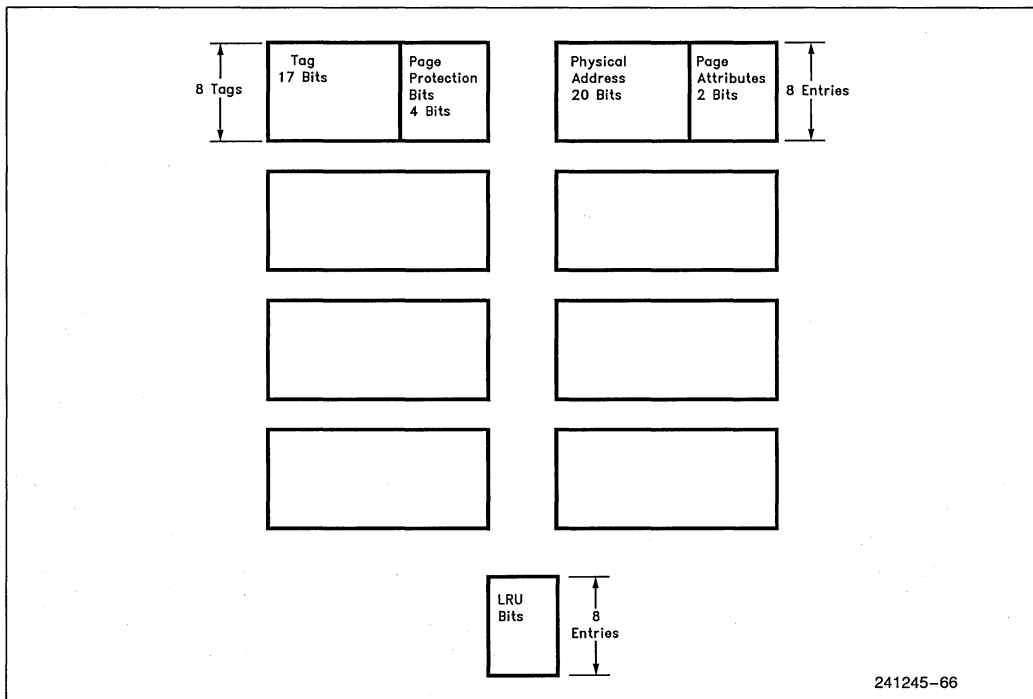 8 Tags
Tag
17 Bits
Page
Protection
Bits
4 Bits
Physical
Address
20 Bits
Page
Attributes
2 Bits
8 Entries
LRU
Bits
8
Entries
241245–66